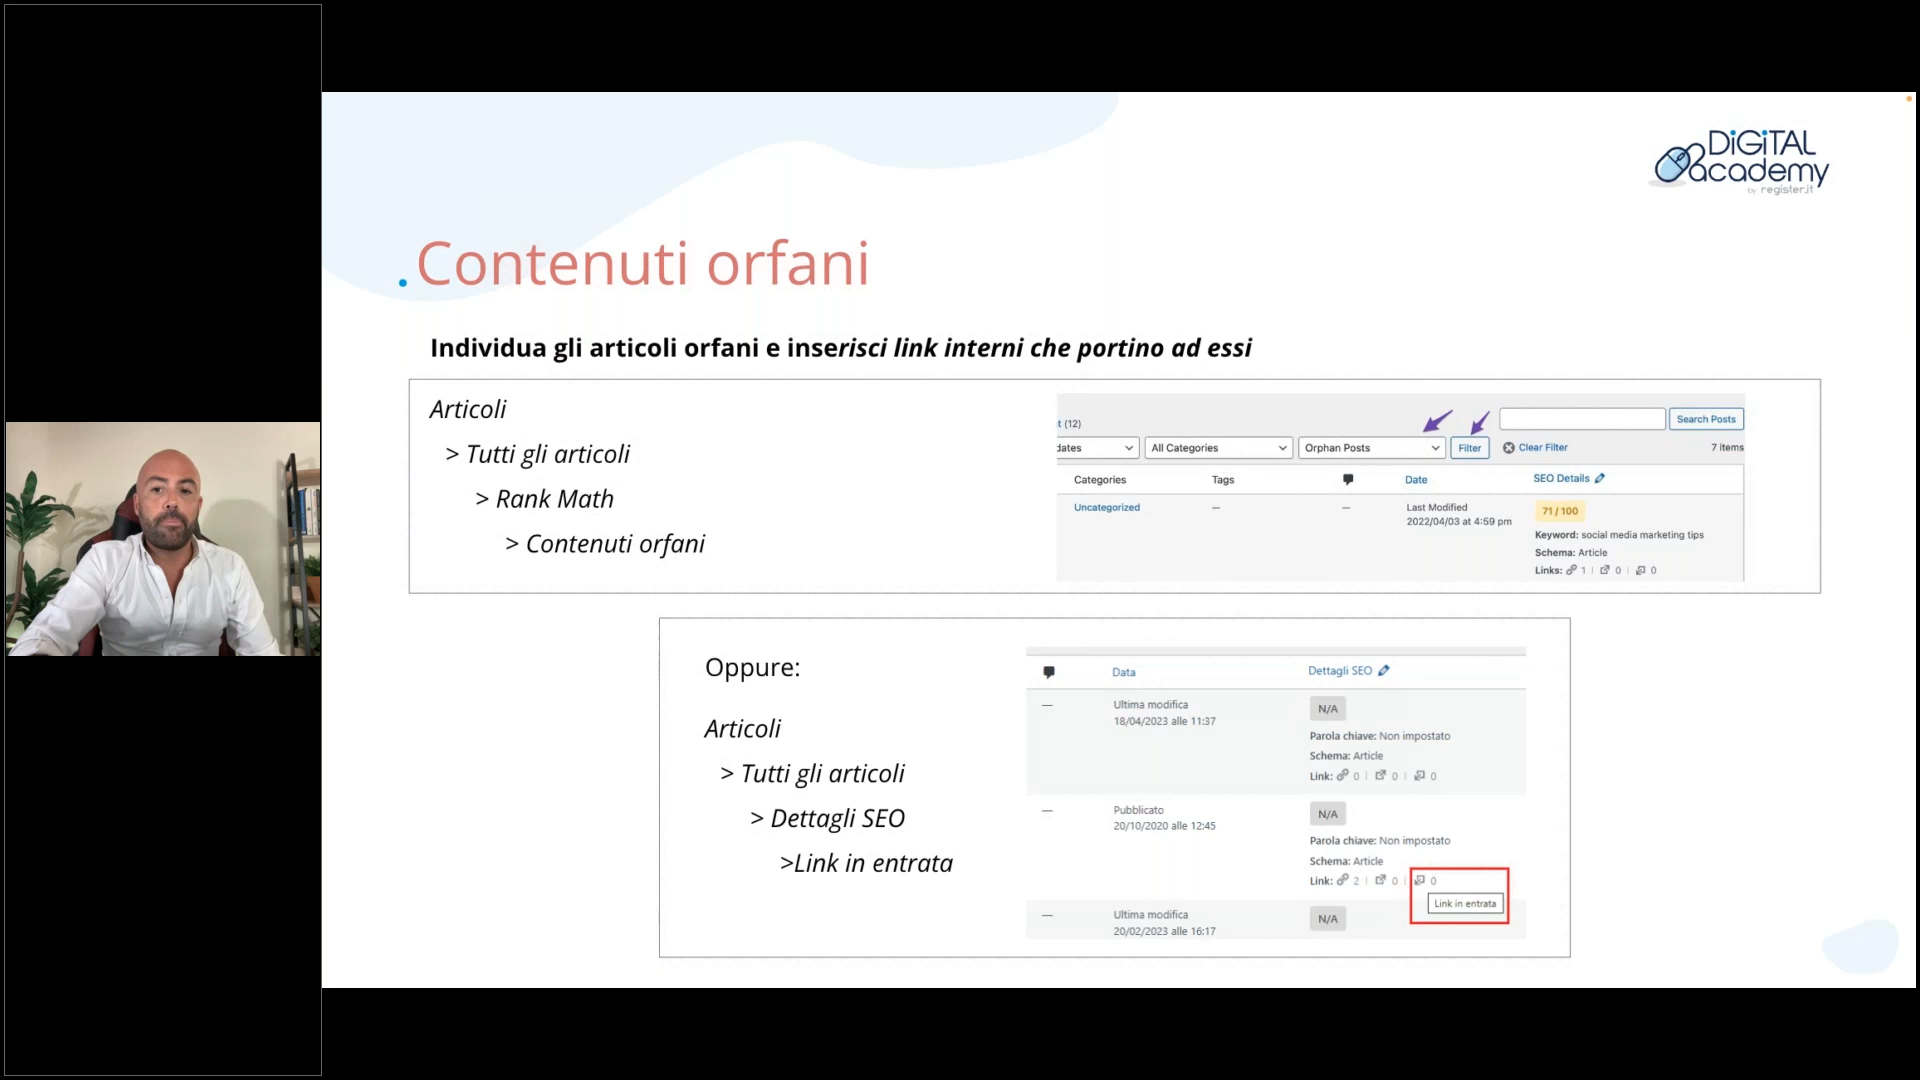 DiGiTAL
academy
by register.it
.Contenuti orfani
Individua gli articoli orfani e inserisci link interni che portino ad essi
Articoli
> Tutti gli articoli
> Rank Math
> Contenuti orfani
t (12)
Search Posts
dates
All Categories
Orphan Posts
Filter
Clear Filter
7 items
Categories
Tags
Date
SEO Details
Uncategorized
—
—
Last Modified
2022/04/03 at 4:59 pm
71 / 100
Keyword: social media marketing tips
Schema: Article
Links: 1 | 0 | 0
Oppure:
Articoli
> Tutti gli articoli
> Dettagli SEO
>Link in entrata
Data
Dettagli SEO
—
Ultima modifica
18/04/2023 alle 11:37
N/A
Parola chiave: Non impostato
Schema: Article
Link: 0 | 0 | 0
—
Pubblicato
20/10/2020 alle 12:45
N/A
Parola chiave: Non impostato
Schema: Article
Link: 2 | 0 | 0
Link in entrata
—
Ultima modifica
20/02/2023 alle 16:17
N/A